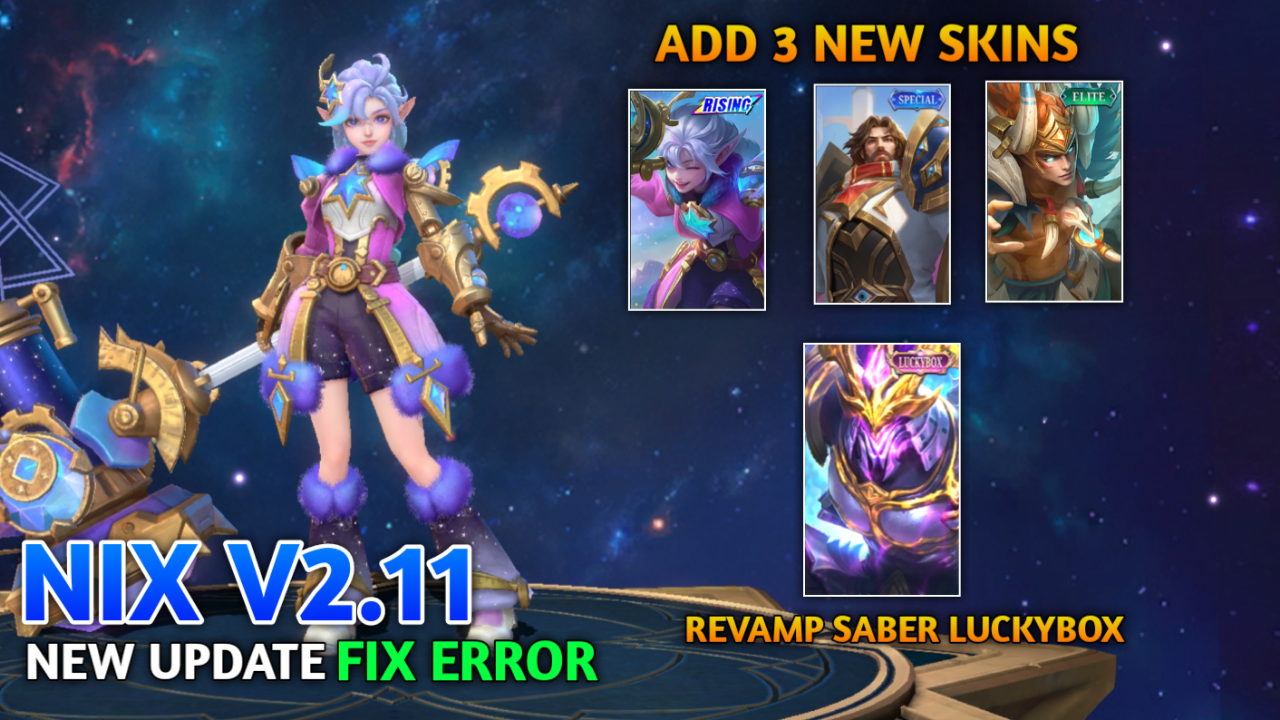 ADD 3 NEW SKINS
RISING
SPECIAL
ELITE
LUCKYBOX
REVAMP SABER LUCKYBOX
NIX V2.11
NEW UPDATE FIX ERROR